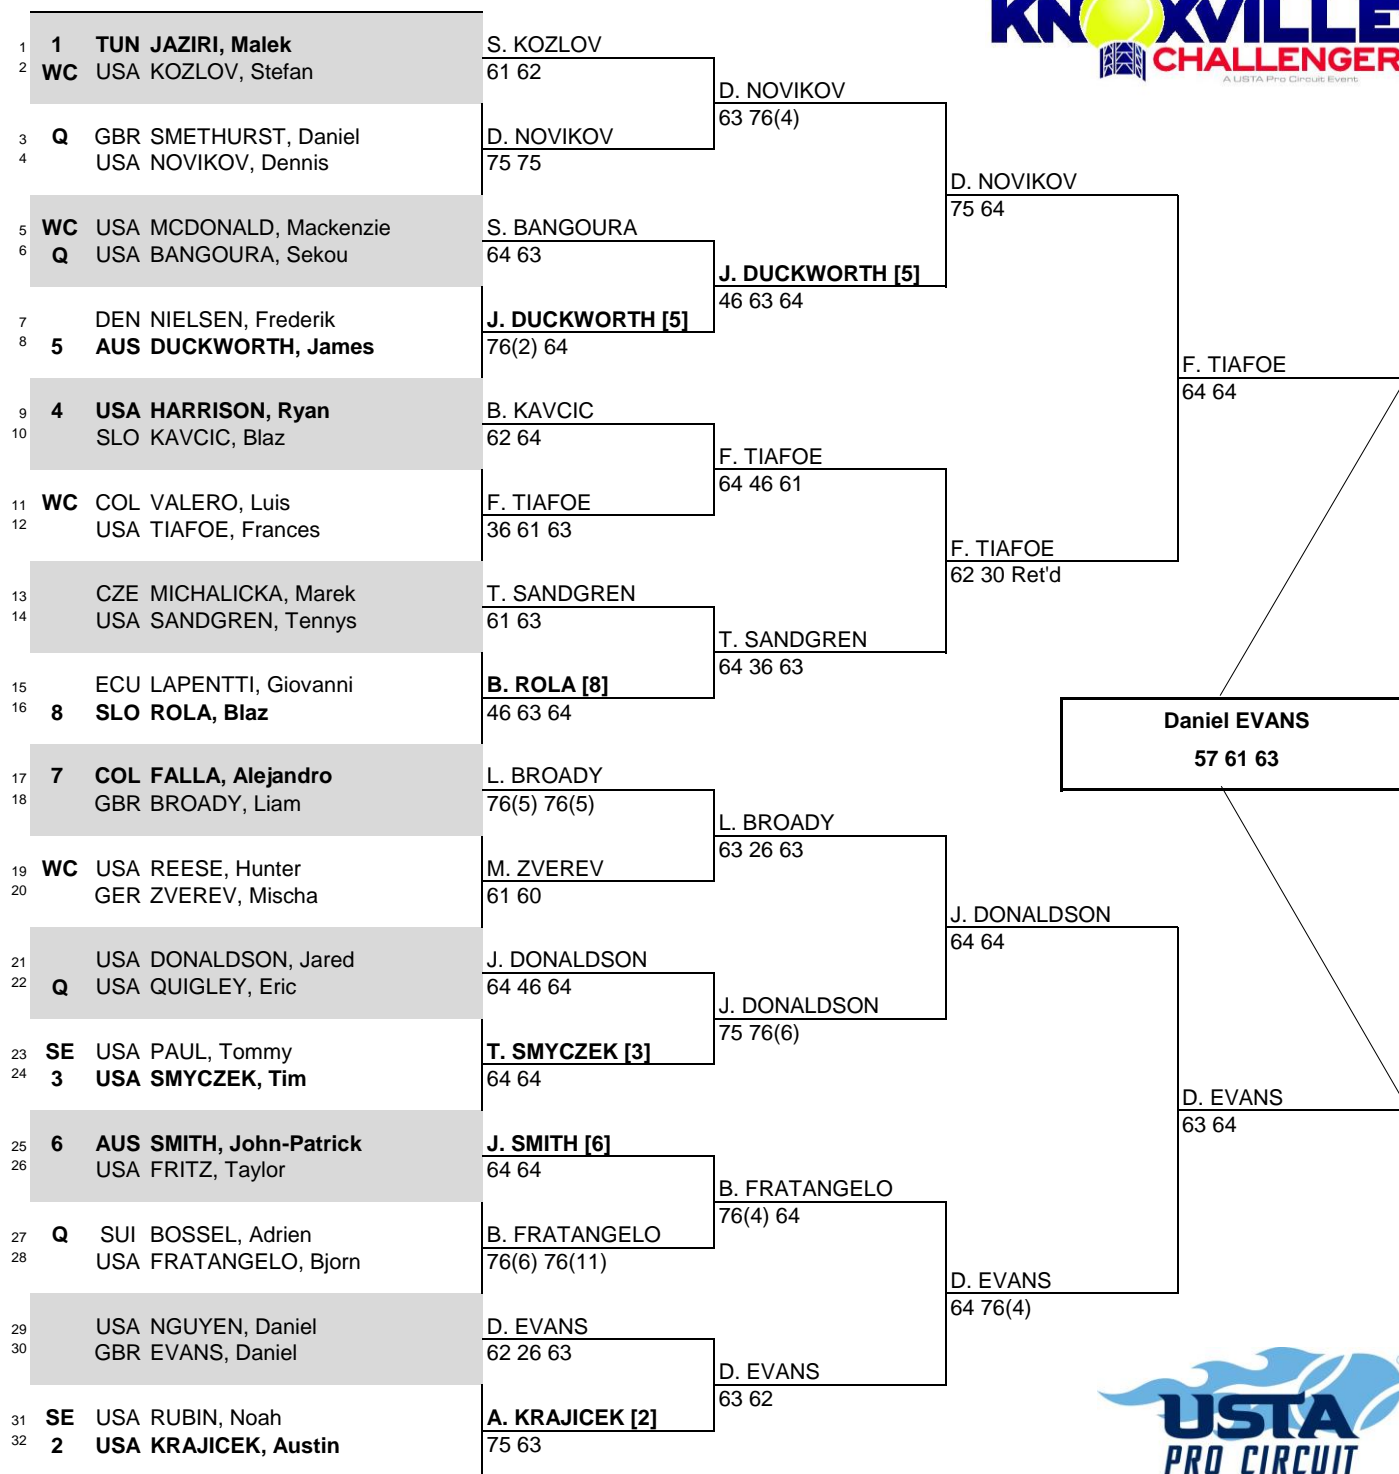 KNOXVILLE
CHALLENGER
A USTA Pro Circuit Event
1 1 TUN JAZIRI, Malek
2 WC USA KOZLOV, Stefan
3 Q GBR SMETHURST, Daniel
4 USA NOVIKOV, Dennis
5 WC USA MCDONALD, Mackenzie
6 Q USA BANGOURA, Sekou
7 DEN NIELSEN, Frederik
8 5 AUS DUCKWORTH, James
9 4 USA HARRISON, Ryan
10 SLO KAVCIC, Blaz
11 WC COL VALERO, Luis
12 USA TIAFOE, Frances
13 CZE MICHALICKA, Marek
14 USA SANDGREN, Tennys
15 ECU LAPENTTI, Giovanni
16 8 SLO ROLA, Blaz
17 7 COL FALLA, Alejandro
18 GBR BROADY, Liam
19 WC USA REESE, Hunter
20 GER ZVEREV, Mischa
21 USA DONALDSON, Jared
22 Q USA QUIGLEY, Eric
23 SE USA PAUL, Tommy
24 3 USA SMYCZEK, Tim
25 6 AUS SMITH, John-Patrick
26 USA FRITZ, Taylor
27 Q SUI BOSSEL, Adrien
28 USA FRATANGELO, Bjorn
29 USA NGUYEN, Daniel
30 GBR EVANS, Daniel
31 SE USA RUBIN, Noah
32 2 USA KRAJICEK, Austin
S. KOZLOV
61 62
D. NOVIKOV
75 75
S. BANGOURA
64 63
J. DUCKWORTH [5]
76(2) 64
B. KAVCIC
62 64
F. TIAFOE
36 61 63
T. SANDGREN
61 63
B. ROLA [8]
46 63 64
L. BROADY
76(5) 76(5)
M. ZVEREV
61 60
J. DONALDSON
64 46 64
T. SMYCZEK [3]
64 64
J. SMITH [6]
64 64
B. FRATANGELO
76(6) 76(11)
D. EVANS
62 26 63
A. KRAJICEK [2]
75 63
D. NOVIKOV
63 76(4)
J. DUCKWORTH [5]
46 63 64
F. TIAFOE
64 46 61
T. SANDGREN
64 36 63
L. BROADY
63 26 63
J. DONALDSON
75 76(6)
B. FRATANGELO
76(4) 64
D. EVANS
63 62
D. NOVIKOV
75 64
F. TIAFOE
62 30 Ret'd
J. DONALDSON
64 64
D. EVANS
64 76(4)
F. TIAFOE
64 64
D. EVANS
63 64
Daniel EVANS
57 61 63
USTA
PRO CIRCUIT